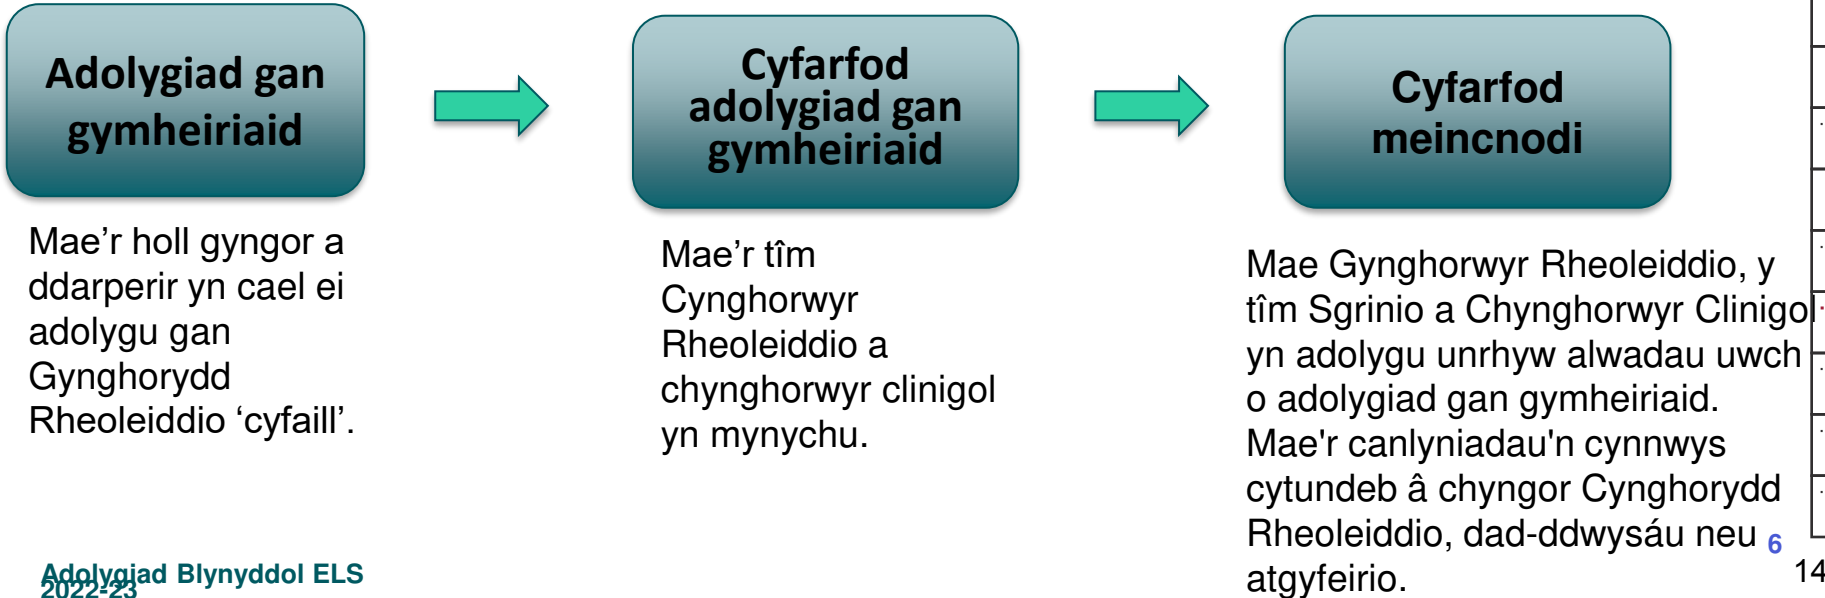 Adolygiad gan
gymheiriaid
Mae’r holl gyngor a
ddarperir yn cael ei
adolygu gan
Gynghorydd
Rheoleiddio ‘cyfaill’.
Cyfarfod
adolygiad gan
gymheiriaid
Mae’r tîm
Cynghorwyr
Rheoleiddio a
chynghorwyr clinigol
yn mynychu.
Cyfarfod
meincnodi
Mae Gynghorwyr Rheoleiddio, y
tîm Sgrinio a Chynghorwyr Clinigol
yn adolygu unrhyw alwadau uwch
o adolygiad gan gymheiriaid.
Mae'r canlyniadau'n cynnwys
cytundeb â chyngor Cynghorydd
Rheoleiddio, dad-ddwysáu neu
atgyfeirio.
Adolygiad Blynyddol ELS
2022-23
6
14